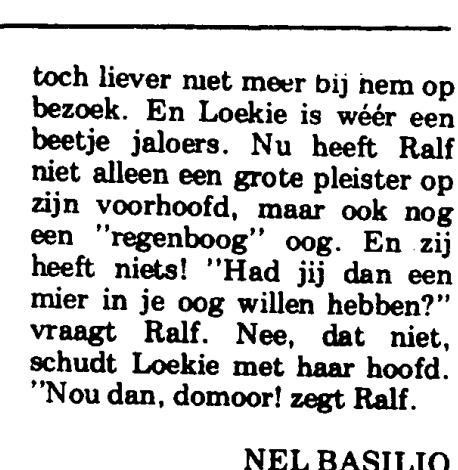 toch liever niet meer bij hem op
bezoek. En Loekie is wéér een
beetje jaloers. Nu heeft Ralf
niet alleen een grote pleister op
zijn voorhoofd, maar ook nog
een "regenboog" oog. En zij
heeft niets! "Had jij dan een
mier in je oog willen hebben?"
vraagt Ralf. Nee, dat niet,
schudt Loekie met haar hoofd.
"Nou dan, domoor! zegt Ralf.
NEL BASILIO